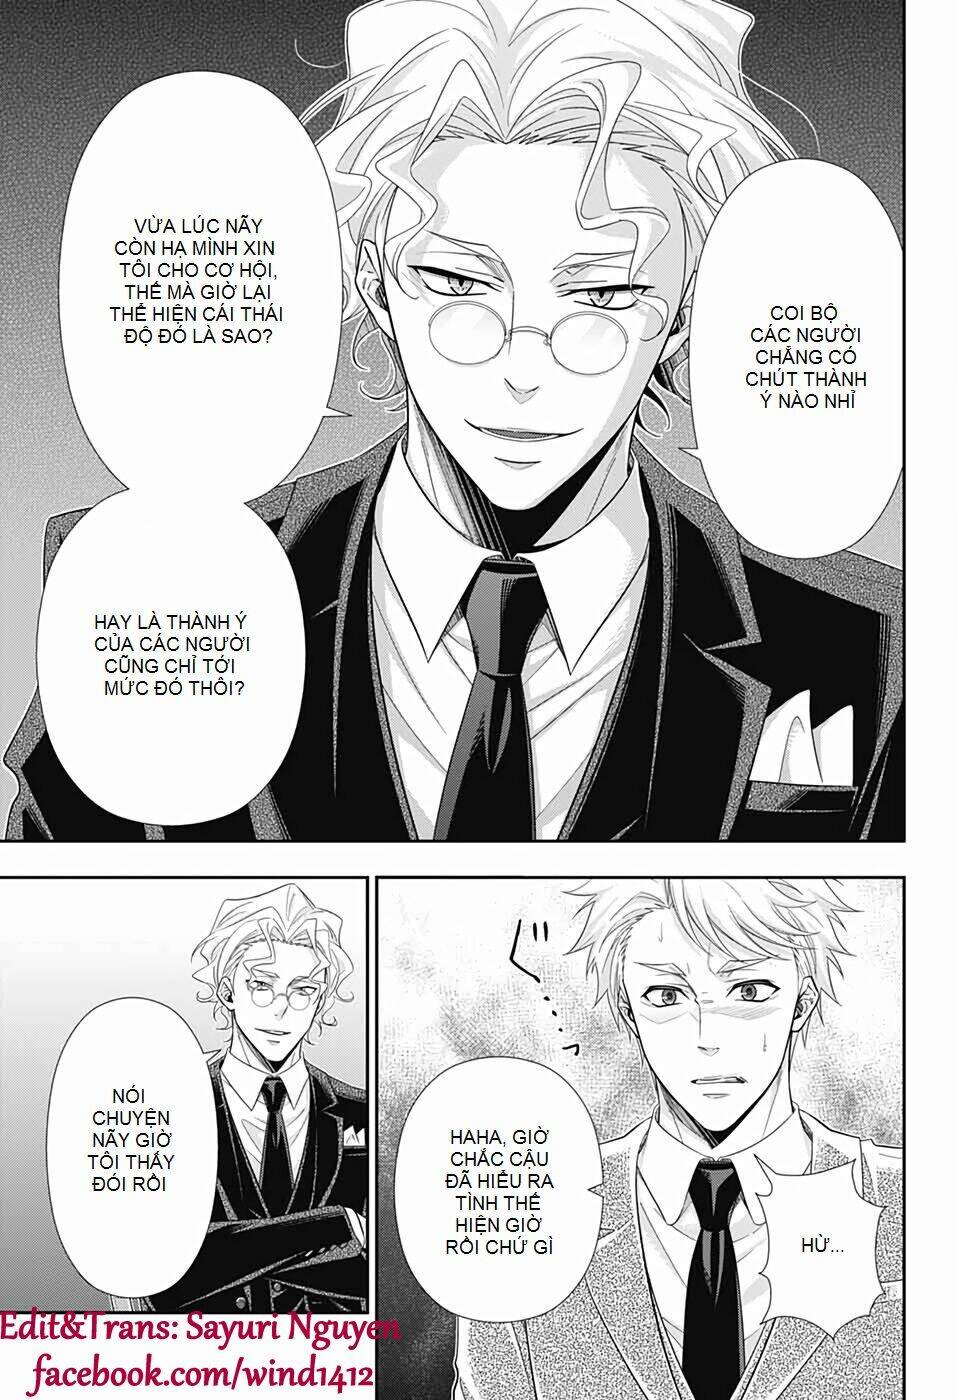 COI BỘ
CÁC NGƯỜI
CHẲNG CÓ
CHÚT THÀNH
Ý NÀO NHỈ
VỪA LÚC NÃY
CÒN HẠ MÌNH XIN
TÔI CHO CƠ HỘI,
THẾ MÀ GIỜ LẠI
THỂ HIỆN CÁI THÁI
ĐỘ ĐÓ LÀ SAO?
HAY LÀ THÀNH Ý
CỦA CÁC NGƯỜI
CŨNG CHỈ TỚI
MỨC ĐÓ THÔI?
HỪ...
HAHA, GIỜ
CHẮC CẬU
ĐÃ HIỂU RA
TÌNH THẾ
HIỆN GIỜ
RỒI CHỨ GÌ
NÓI
CHUYỆN
NÃY GIỜ
TÔI THẤY
ĐÓI RỒI
Edit&Trans: Sayuri Nguyen
facebook.com/wind1412